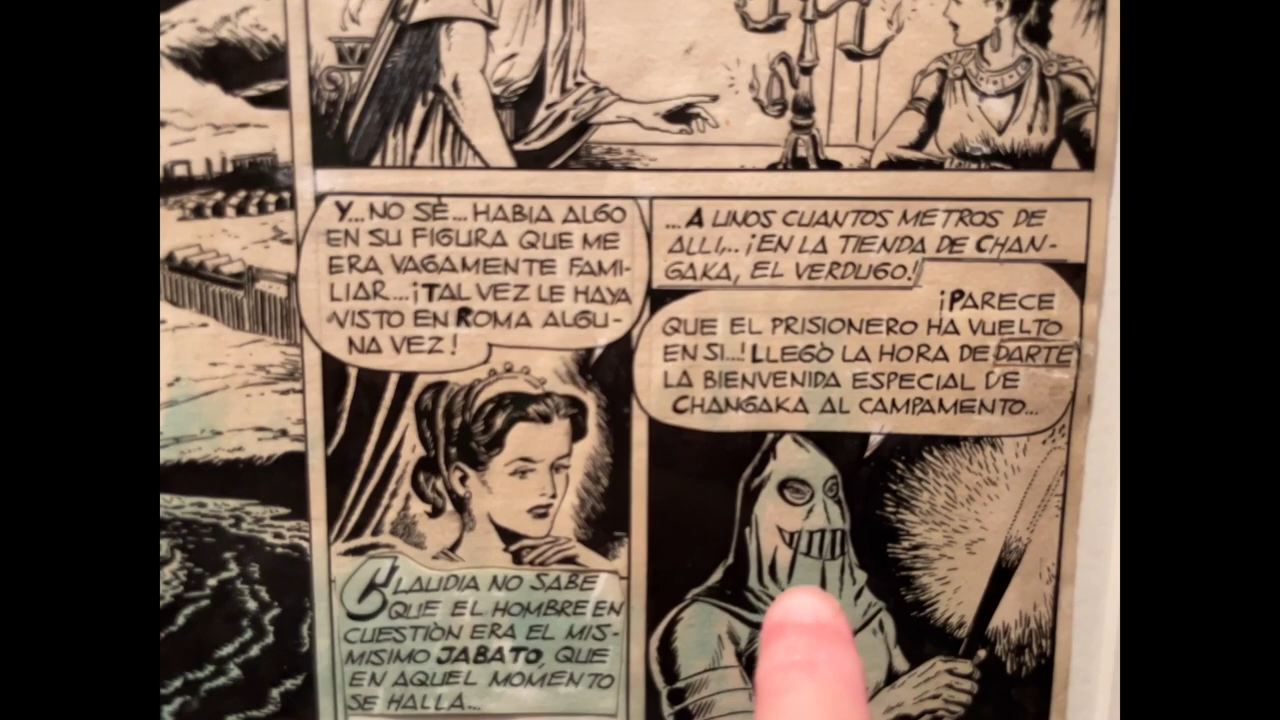 Y... NO SÈ... HABIA ALGO
EN SU FIGURA QUE ME
ERA VAGAMENTE FAMI-
LIAR... ¡TAL VEZ LE HAYA
VISTO EN ROMA ALGU-
NA VEZ!
CLAUDIA NO SABE
QUE EL HOMBRE EN
CUESTIÒN ERA EL MIS-
MISIMO JABATO, QUE
EN AQUEL MOMENTO
SE HALLA...
...A UNOS CUANTOS METROS DE
ALLI,.. ¡EN LA TIENDA DE CHAN-
GAKA, EL VERDUGO!
¡PARECE
QUE EL PRISIONERO HA VUELTO
EN SI...! LLEGÒ LA HORA DE DARTE
LA BIENVENIDA ESPECIAL DE
CHANGAKA AL CAMPAMENTO...